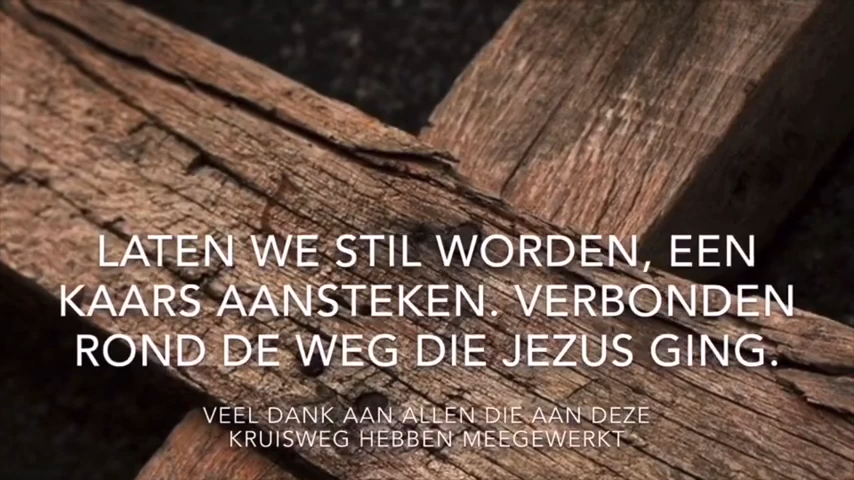 LATEN WE STIL WORDEN, EEN
KAARS AANSTEKEN. VERBONDEN
ROND DE WEG DIE JEZUS GING.
VEEL DANK AAN ALLEN DIE AAN DEZE
KRUISWEG HEBBEN MEEGEWERKT